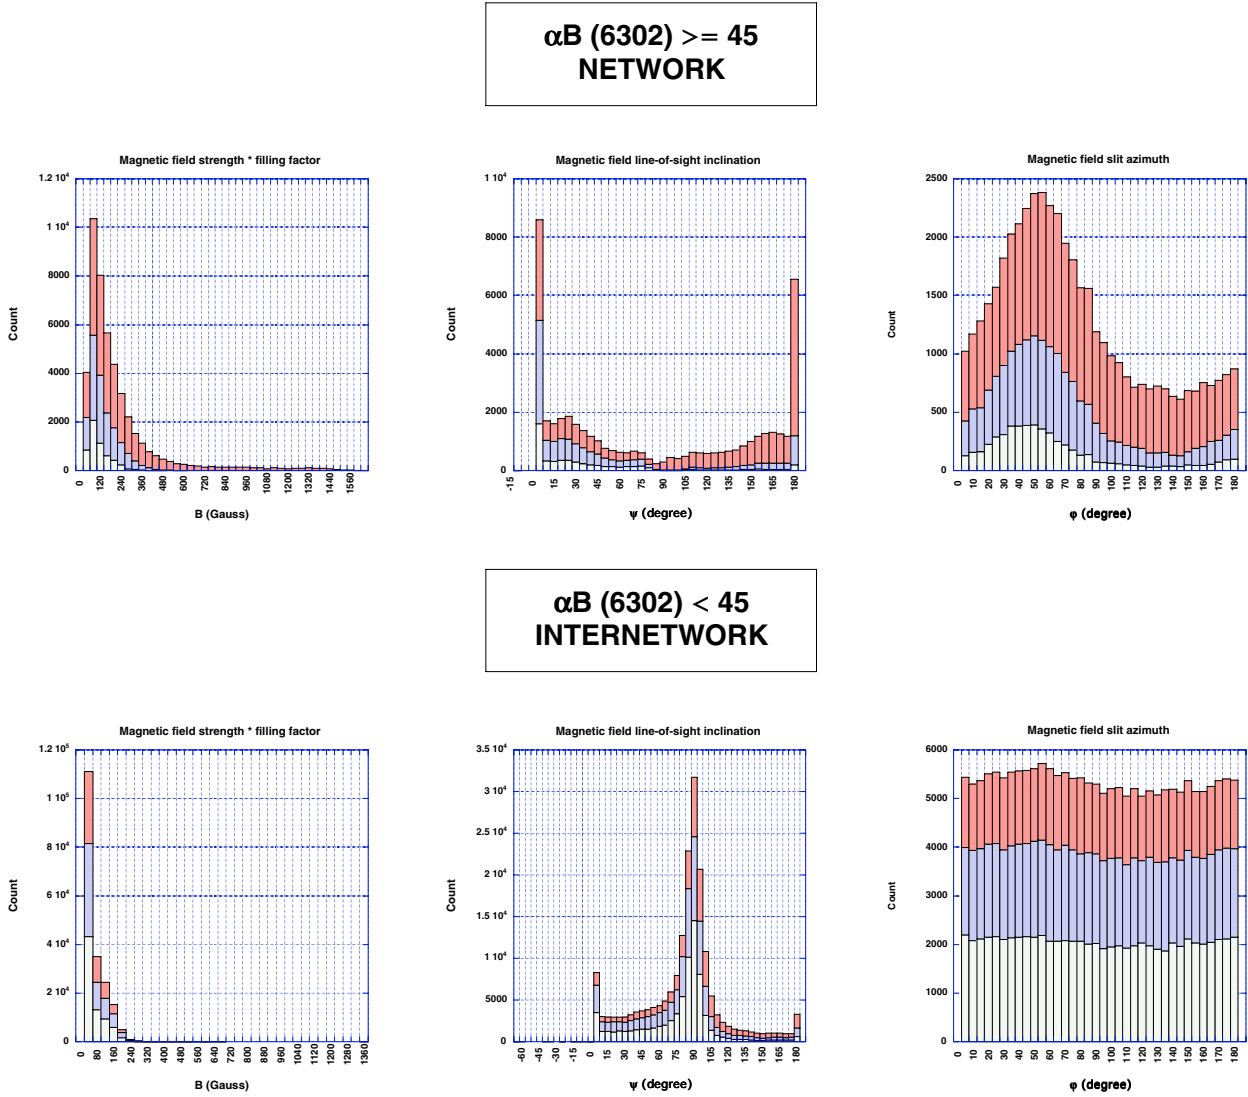 αB (6302) >= 45
NETWORK
Magnetic field strength * filling factor
1.2 10⁴
1 10⁴
8000
6000
4000
2000
0
Count
0 120 240 360 480 600 720 840 960 1080 1200 1320 1440 1560
B (Gauss)
Magnetic field line-of-sight inclination
1 10⁴
8000
6000
4000
2000
0
Count
-15 0 15 30 45 60 75 90 105 120 135 150 165 180
ψ (degree)
Magnetic field slit azimuth
2500
2000
1500
1000
500
0
Count
0 10 20 30 40 50 60 70 80 90 100 110 120 130 140 150 160 170 180
φ (degree)
αB (6302) < 45
INTERNETWORK
Magnetic field strength * filling factor
1.2 10⁵
1 10⁵
8 10⁴
6 10⁴
4 10⁴
2 10⁴
0
Count
0 80 160 240 320 400 480 560 640 720 800 880 960 1040 1120 1200 1280 1360
B (Gauss)
Magnetic field line-of-sight inclination
3.5 10⁴
3 10⁴
2.5 10⁴
2 10⁴
1.5 10⁴
1 10⁴
5000
0
Count
-60 -45 -30 -15 0 15 30 45 60 75 90 105 120 135 150 165 180
ψ (degree)
Magnetic field slit azimuth
6000
5000
4000
3000
2000
1000
0
Count
0 10 20 30 40 50 60 70 80 90 100 110 120 130 140 150 160 170 180
φ (degree)